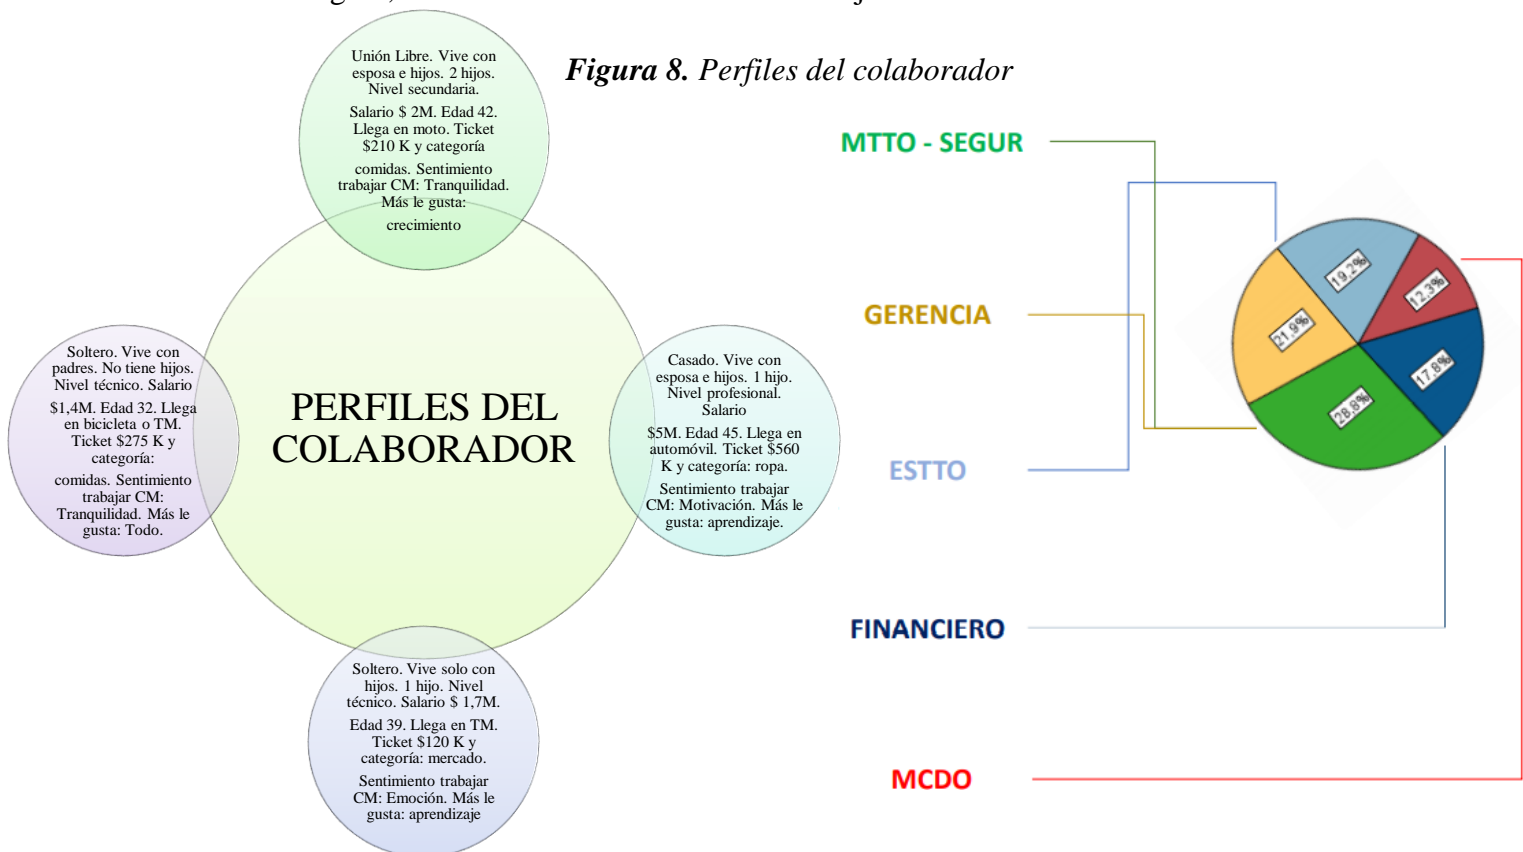 Figura 8. Perfiles del colaborador
Unión Libre. Vive con
esposa e hijos. 2 hijos.
Nivel secundaria.
Salario $ 2M. Edad 42.
Llega en moto. Ticket
$210 K y categoría
comidas. Sentimiento
trabajar CM: Tranquilidad.
Más le gusta:
crecimiento
Soltero. Vive con
padres. No tiene hijos.
Nivel técnico. Salario
$1,4M. Edad 32. Llega
en bicicleta o TM.
Ticket $275 K y
categoría:
comidas. Sentimiento
trabajar CM:
Tranquilidad. Más le
gusta: Todo.
PERFILES DEL
COLABORADOR
Casado. Vive con
esposa e hijos. 1 hijo.
Nivel profesional.
Salario
$5M. Edad 45. Llega en
automóvil. Ticket $560
K y categoría: ropa.
Sentimiento trabajar
CM: Motivación. Más le
gusta: aprendizaje.
Soltero. Vive solo con
hijos. 1 hijo. Nivel
técnico. Salario $ 1,7M.
Edad 39. Llega en TM.
Ticket $120 K y
categoría: mercado.
Sentimiento trabajar
CM: Emoción. Más le
gusta: aprendizaje
MTTO - SEGUR
GERENCIA
ESTTO
FINANCIERO
MCDO
19,2%
12,3%
21,9%
17,8%
28,8%